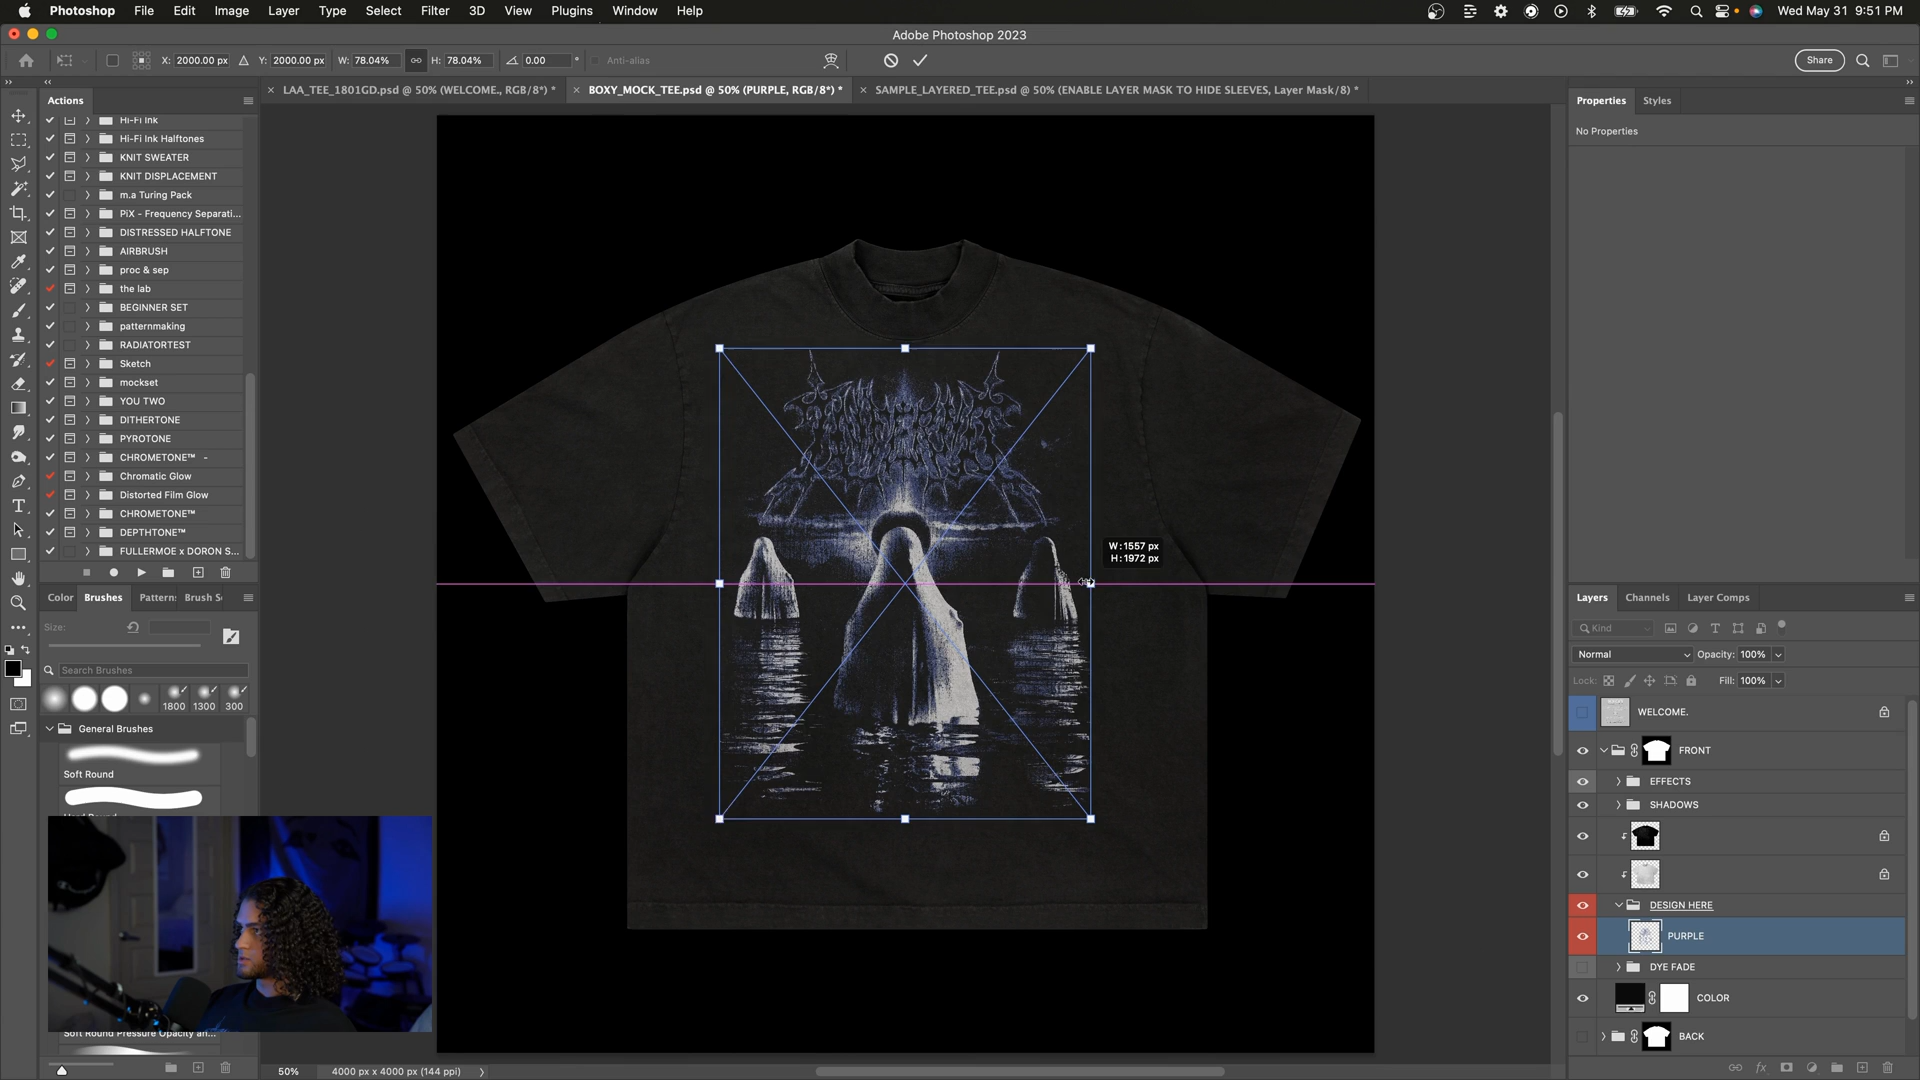 Photoshop File Edit Image Layer Type Select Filter 3D View Plugins Window Help Wed May 31 9:51 PM
Adobe Photoshop 2023
X: 2000.00 px Y: 2000.00 px W: 78.04% H: 78.04% 0.00 ° Anti-alias Share
Actions
LAA_TEE_1801GD.psd @ 50% (WELCOME., RGB/8*) *
BOXY_MOCK_TEE.psd @ 50% (PURPLE, RGB/8*) *
SAMPLE_LAYERED_TEE.psd @ 50% (ENABLE LAYER MASK TO HIDE SLEEVES, Layer Mask/8) *
Properties Styles
No Properties
Hi-Fi Ink
Hi-Fi Ink Halftones
KNIT SWEATER
KNIT DISPLACEMENT
m.a Turing Pack
PiX - Frequency Separati...
DISTRESSED HALFTONE
AIRBRUSH
proc & sep
the lab
BEGINNER SET
patternmaking
RADIATORTEST
Sketch
mockset
YOU TWO
DITHERTONE
PYROTONE
CHROMETONE™ -
Chromatic Glow
Distorted Film Glow
CHROMETONE™
DEPTHTONE™
FULLERMOE x DORON S...
W: 1557 px
H: 1972 px
Color Brushes Pattern: Brush S
Size:
Search Brushes
1800 1300 300
General Brushes
Soft Round
Soft Round Pressure Opacity an...
Layers Channels Layer Comps
Kind
Normal Opacity: 100%
Lock: Fill: 100%
WELCOME.
FRONT
EFFECTS
SHADOWS
DESIGN HERE
PURPLE
DYE FADE
COLOR
BACK
50% 4000 px x 4000 px (144 ppi)